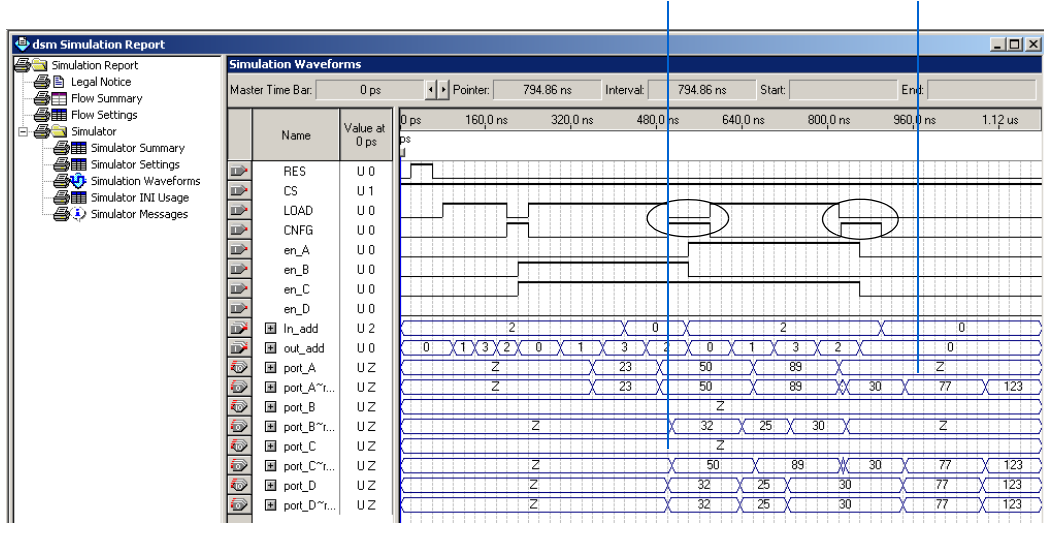 dsm Simulation Report
Simulation Report
Legal Notice
Flow Summary
Flow Settings
Simulator
Simulator Summary
Simulator Settings
Simulation Waveforms
Simulator INI Usage
Simulator Messages
Simulation Waveforms
Master Time Bar: 0 ps Pointer: 794.86 ns Interval: 794.86 ns Start: End:
Name Value at 0 ps 0 ps 160.0 ns 320.0 ns 480.0 ns 640.0 ns 800.0 ns 960.0 ns 1.12 us
ps
RES U 0
CS U 1
LOAD U 0
CNFG U 0
en_A U 0
en_B U 0
en_C U 0
en_D U 0
In_add U 2 2 0 2 0
out_add U 0 0 1 3 2 0 1 3 2 0 1 3 2 0
port_A U Z Z 23 50 89 Z
port_A~r... U Z Z 23 50 89 30 77 123
port_B U Z Z
port_B~r... U Z Z 32 25 30 Z
port_C U Z Z
port_C~r... U Z Z 50 89 30 77 123
port_D U Z Z 32 25 30 77 123
port_D~r... U Z Z 32 25 30 77 123